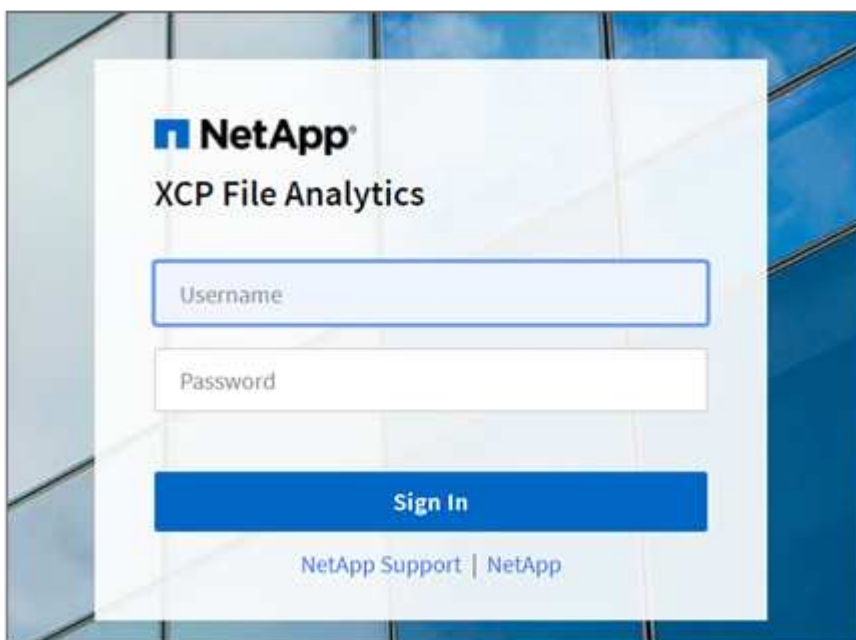 NetApp®
XCP File Analytics
Username
Password
Sign In
NetApp Support | NetApp